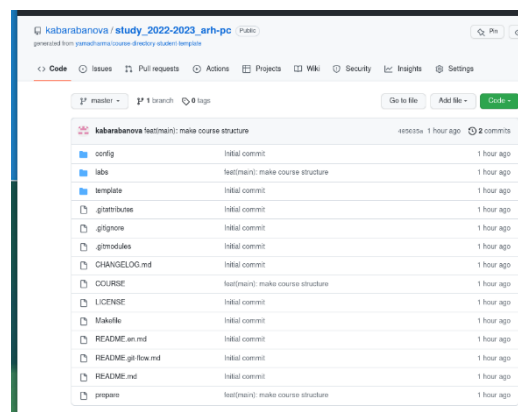 kabarabanova / study_2022-2023_arh-pc Public Pin
generated from yamadharma/course-directory-student-template
Code Issues Pull requests Actions Projects Wiki Security Insights Settings
master 1 branch 0 tags Go to file Add file Code
kabarabanova feat(main): make course structure 1 hour ago 2 commits
config Initial commit 1 hour ago
labs feat(main): make course structure 1 hour ago
template Initial commit 1 hour ago
.gitattributes Initial commit 1 hour ago
.gitignore Initial commit 1 hour ago
.gitmodules Initial commit 1 hour ago
CHANGELOG.md Initial commit 1 hour ago
COURSE feat(main): make course structure 1 hour ago
LICENSE Initial commit 1 hour ago
Makefile Initial commit 1 hour ago
README.en.md Initial commit 1 hour ago
README.git-flow.md Initial commit 1 hour ago
README.md Initial commit 1 hour ago
prepare feat(main): make course structure 1 hour ago